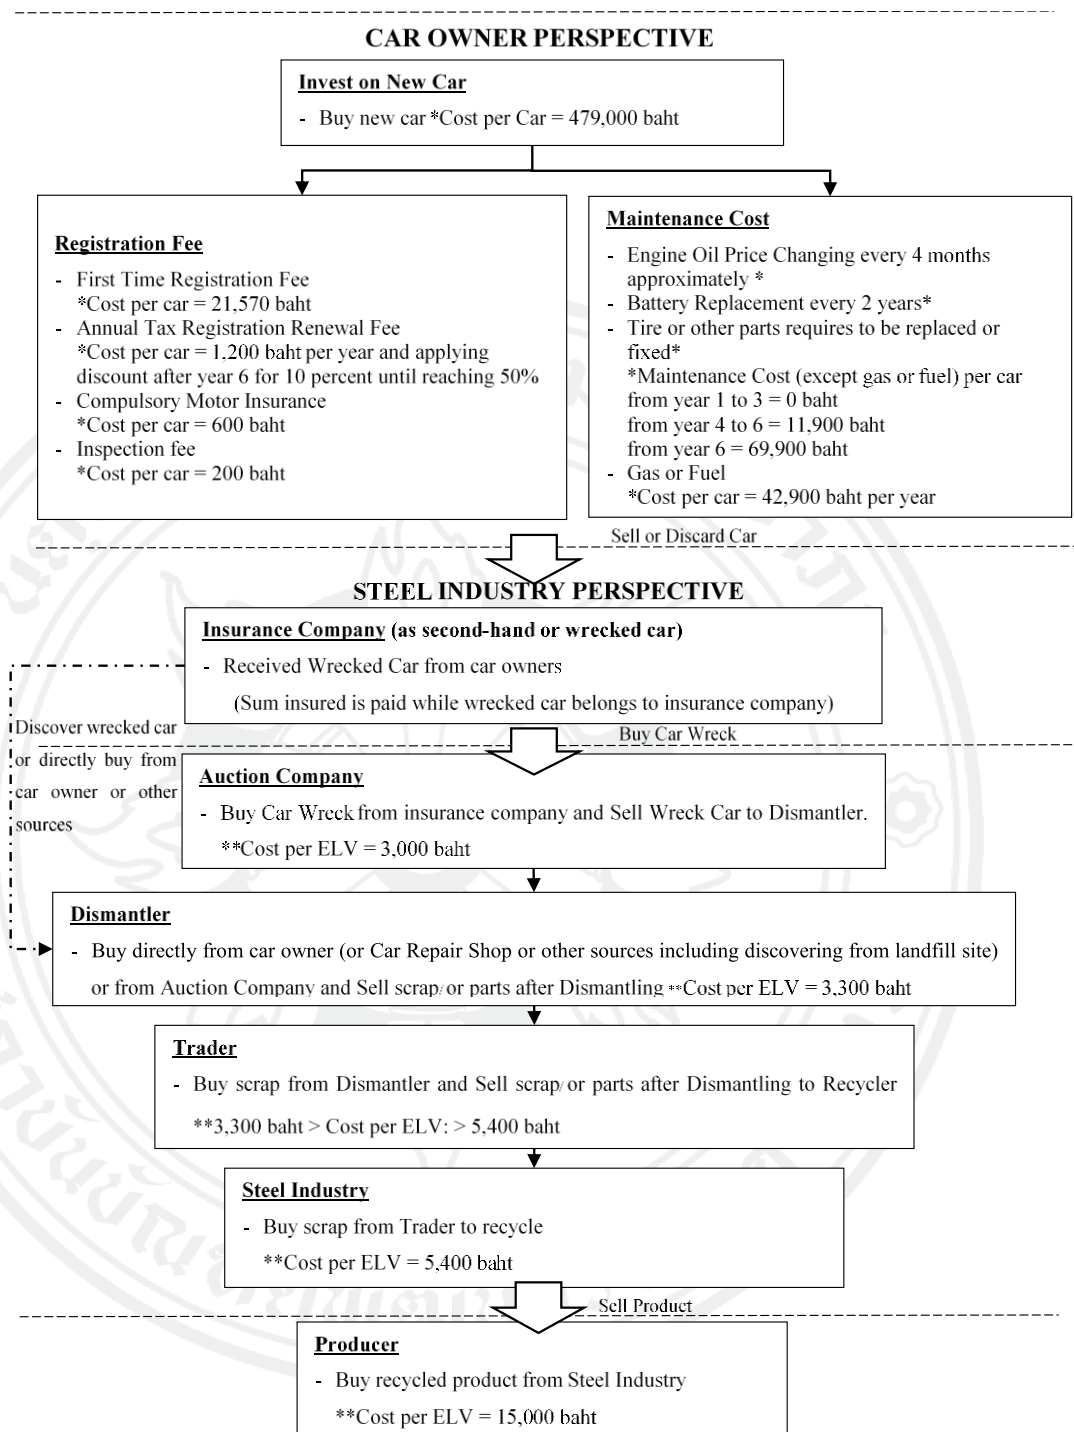 CAR OWNER PERSPECTIVE
Invest on New Car
- Buy new car *Cost per Car = 479,000 baht
Registration Fee
- First Time Registration Fee
*Cost per car = 21,570 baht
- Annual Tax Registration Renewal Fee
*Cost per car = 1,200 baht per year and applying
discount after year 6 for 10 percent until reaching 50%
- Compulsory Motor Insurance
*Cost per car = 600 baht
- Inspection fee
*Cost per car = 200 baht
Maintenance Cost
- Engine Oil Price Changing every 4 months
approximately *
- Battery Replacement every 2 years*
- Tire or other parts requires to be replaced or
fixed*
*Maintenance Cost (except gas or fuel) per car
from year 1 to 3 = 0 baht
from year 4 to 6 = 11,900 baht
from year 6 = 69,900 baht
- Gas or Fuel
*Cost per car = 42,900 baht per year
Sell or Discard Car
STEEL INDUSTRY PERSPECTIVE
Insurance Company (as second-hand or wrecked car)
- Received Wrecked Car from car owners
(Sum insured is paid while wrecked car belongs to insurance company)
Discover wrecked car
or directly buy from
car owner or other
sources
Buy Car Wreck
Auction Company
- Buy Car Wreck from insurance company and Sell Wreck Car to Dismantler.
**Cost per ELV = 3,000 baht
Dismantler
- Buy directly from car owner (or Car Repair Shop or other sources including discovering from landfill site)
or from Auction Company and Sell scrap/or parts after Dismantling **Cost per ELV = 3,300 baht
Trader
- Buy scrap from Dismantler and Sell scrap/or parts after Dismantling to Recycler
**3,300 baht > Cost per ELV: > 5,400 baht
Steel Industry
- Buy scrap from Trader to recycle
**Cost per ELV = 5,400 baht
Sell Product
Producer
- Buy recycled product from Steel Industry
**Cost per ELV = 15,000 baht